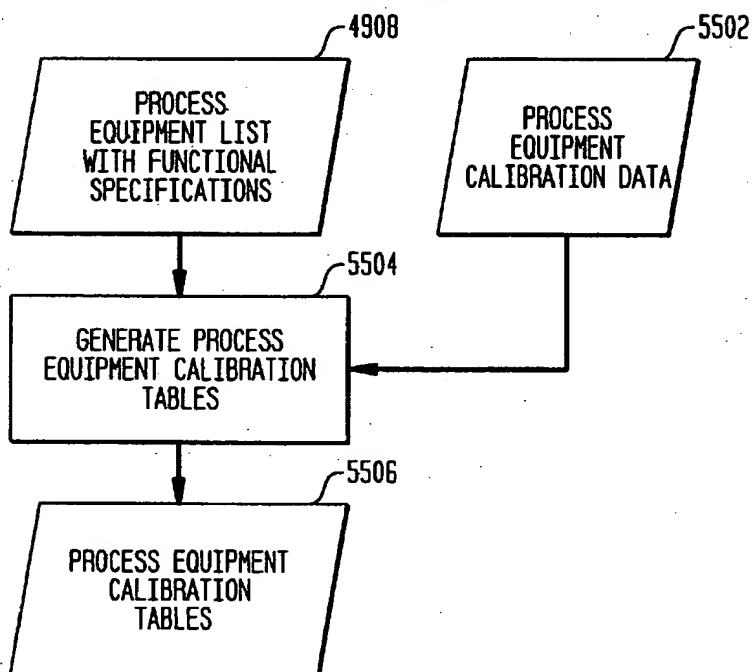 4908
PROCESS
EQUIPMENT LIST
WITH FUNCTIONAL
SPECIFICATIONS
5502
PROCESS
EQUIPMENT
CALIBRATION DATA
5504
GENERATE PROCESS
EQUIPMENT CALIBRATION
TABLES
5506
PROCESS EQUIPMENT
CALIBRATION
TABLES